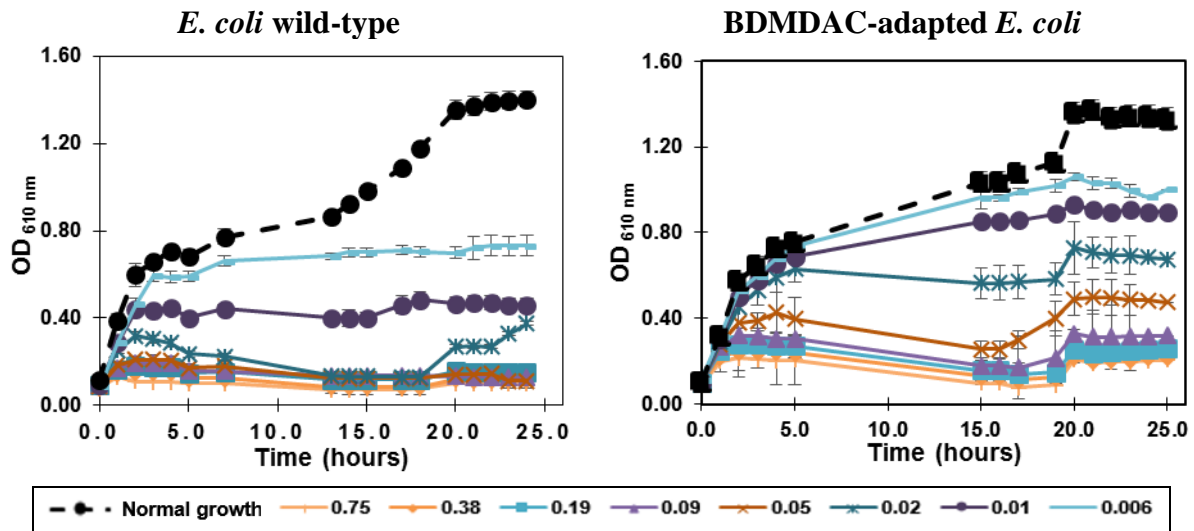 E. coli wild-type
BDMDAC-adapted E. coli
OD 610 nm
1.60
1.20
0.80
0.40
0.00
0.0 5.0 10.0 15.0 20.0 25.0
Time (hours)
OD 610 nm
1.60
1.20
0.80
0.40
0.00
0.0 5.0 10.0 15.0 20.0 25.0
Time (hours)
Normal growth 0.75 0.38 0.19 0.09 0.05 0.02 0.01 0.006